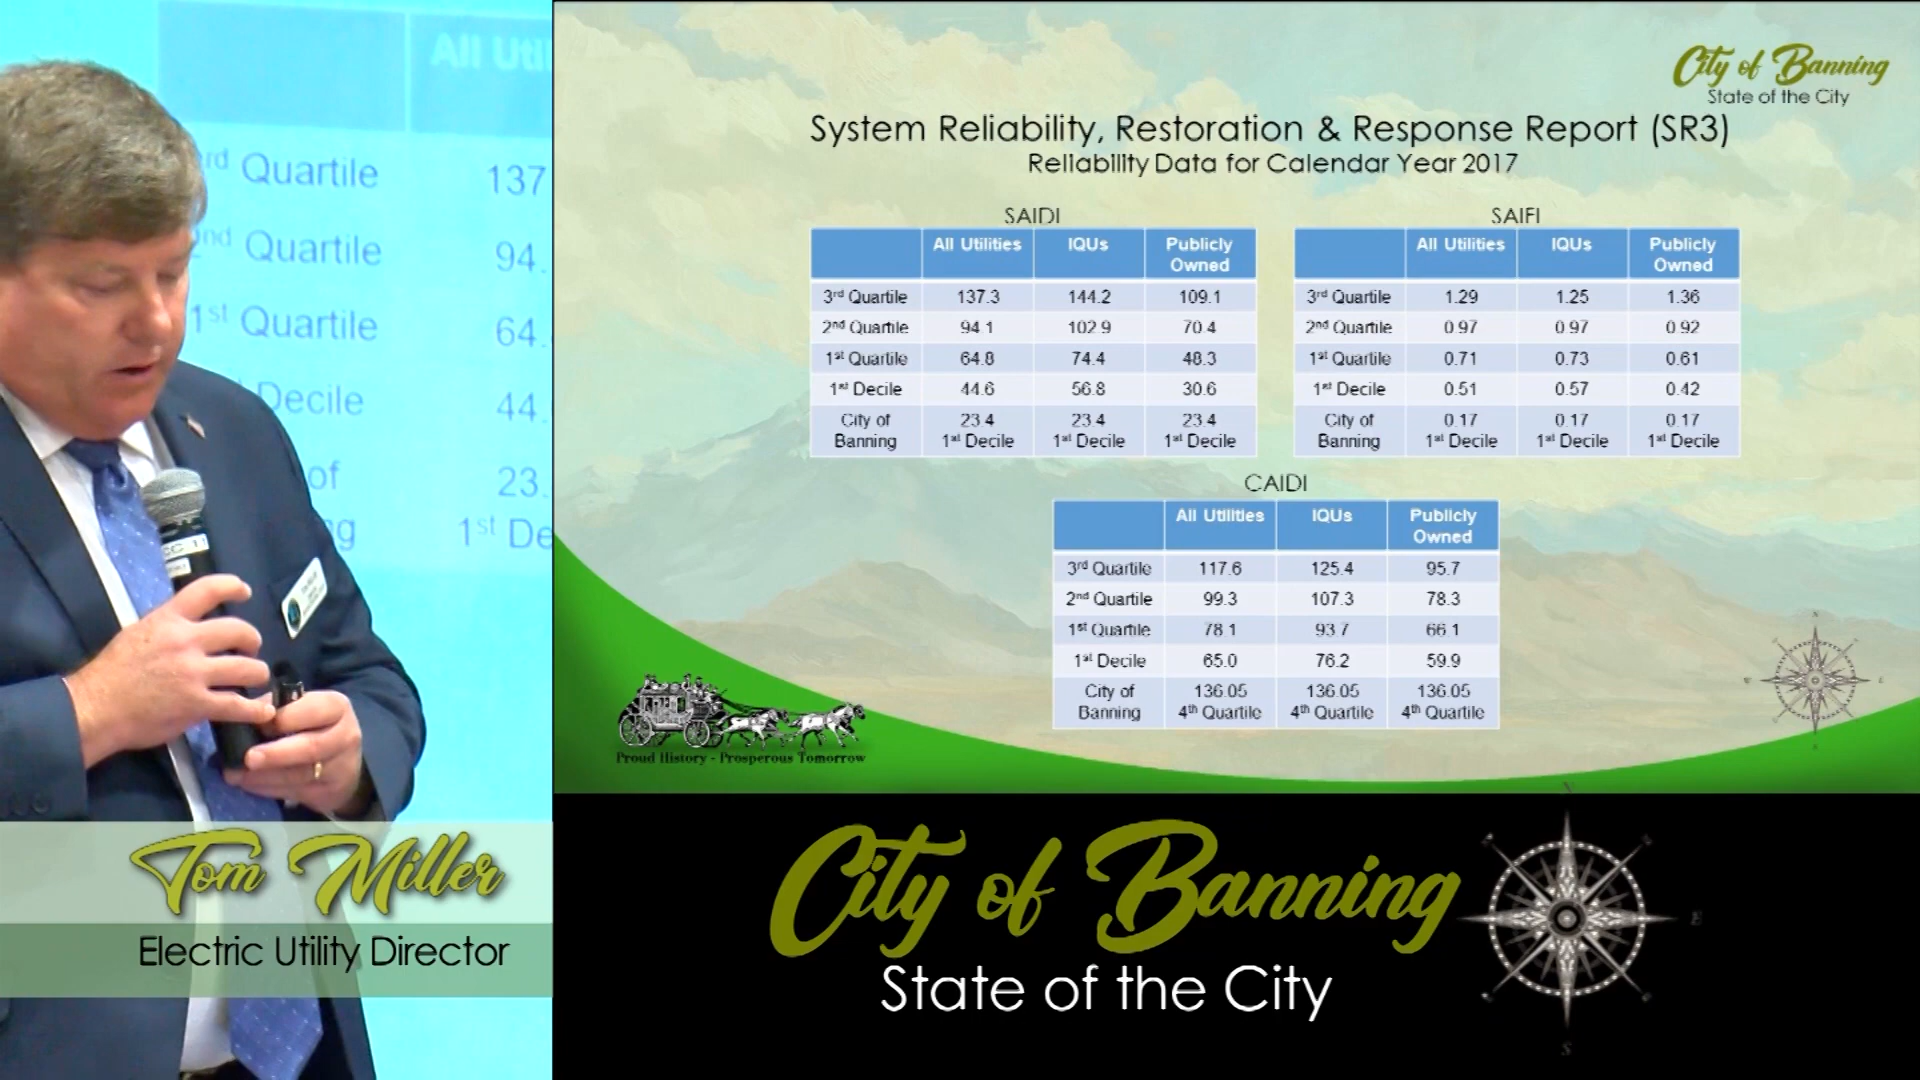 All Uti
rd Quartile 137
nd Quartile 94.
1st Quartile 64.
Decile 44
of 23.
g 1st De
Tom Miller
Electric Utility Director
City of Banning
State of the City
System Reliability, Restoration & Response Report (SR3)
Reliability Data for Calendar Year 2017
SAIDI
All Utilities IQUs Publicly Owned
3rd Quartile 137.3 144.2 109.1
2nd Quartile 94.1 102.9 70.4
1st Quartile 64.8 74.4 48.3
1st Decile 44.6 56.8 30.6
City of 23.4 23.4 23.4
Banning 1st Decile 1st Decile 1st Decile
SAIFI
All Utilities IQUs Publicly Owned
3rd Quartile 1.29 1.25 1.36
2nd Quartile 0.97 0.97 0.92
1st Quartile 0.71 0.73 0.61
1st Decile 0.51 0.57 0.42
City of 0.17 0.17 0.17
Banning 1st Decile 1st Decile 1st Decile
CAIDI
All Utilities IQUs Publicly Owned
3rd Quartile 117.6 125.4 95.7
2nd Quartile 99.3 107.3 78.3
1st Quartile 78.1 93.7 66.1
1st Decile 65.0 76.2 59.9
City of 136.05 136.05 136.05
Banning 4th Quartile 4th Quartile 4th Quartile
Proud History - Prosperous Tomorrow
City of Banning
State of the City
E
S